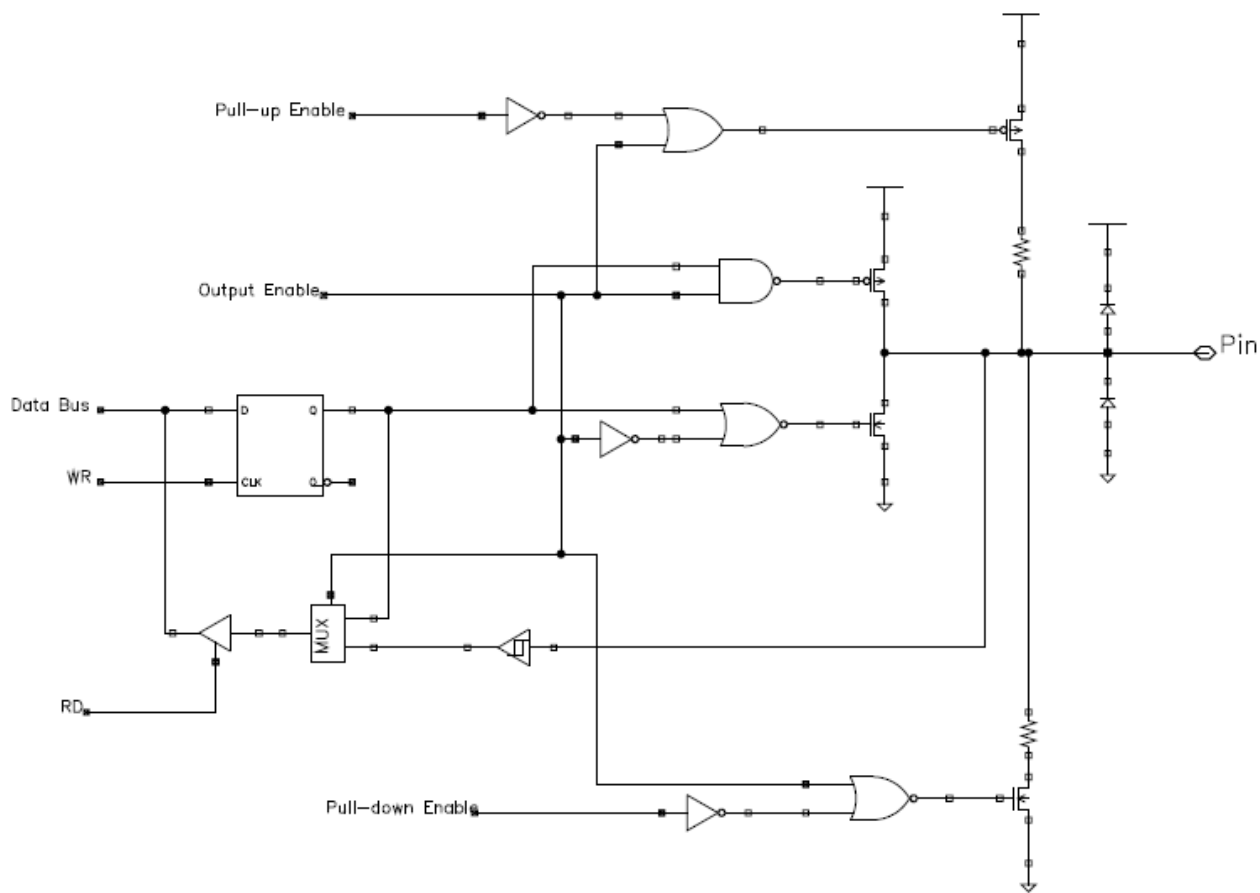 Pull-up Enable
Output Enable
Pin
Data Bus
D Q
WR
CLK Q
MUX
RD
Pull-down Enable